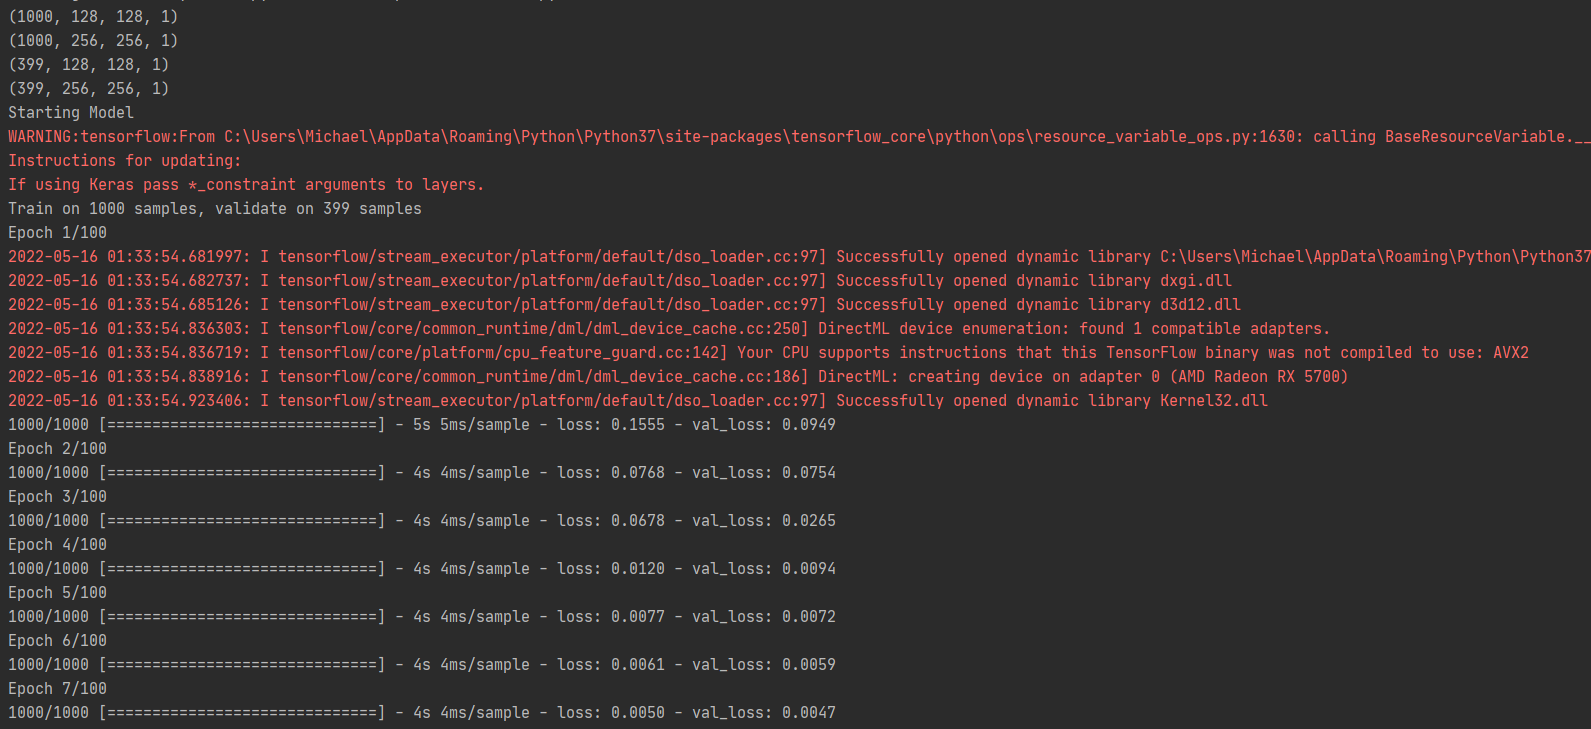 (1000, 128, 128, 1)
(1000, 256, 256, 1)
(399, 128, 128, 1)
(399, 256, 256, 1)
Starting Model
WARNING:tensorflow:From C:\Users\Michael\AppData\Roaming\Python\Python37\site-packages\tensorflow_core\python\ops\resource_variable_ops.py:1630: calling BaseResourceVariable.__
Instructions for updating:
If using Keras pass *_constraint arguments to layers.
Train on 1000 samples, validate on 399 samples
Epoch 1/100
2022-05-16 01:33:54.681997: I tensorflow/stream_executor/platform/default/dso_loader.cc:97] Successfully opened dynamic library C:\Users\Michael\AppData\Roaming\Python\Python37
2022-05-16 01:33:54.682737: I tensorflow/stream_executor/platform/default/dso_loader.cc:97] Successfully opened dynamic library dxgi.dll
2022-05-16 01:33:54.685126: I tensorflow/stream_executor/platform/default/dso_loader.cc:97] Successfully opened dynamic library d3d12.dll
2022-05-16 01:33:54.836303: I tensorflow/core/common_runtime/dml/dml_device_cache.cc:250] DirectML device enumeration: found 1 compatible adapters.
2022-05-16 01:33:54.836719: I tensorflow/core/platform/cpu_feature_guard.cc:142] Your CPU supports instructions that this TensorFlow binary was not compiled to use: AVX2
2022-05-16 01:33:54.838916: I tensorflow/core/common_runtime/dml/dml_device_cache.cc:186] DirectML: creating device on adapter 0 (AMD Radeon RX 5700)
2022-05-16 01:33:54.923406: I tensorflow/stream_executor/platform/default/dso_loader.cc:97] Successfully opened dynamic library Kernel32.dll
1000/1000 [==============================] - 5s 5ms/sample - loss: 0.1555 - val_loss: 0.0949
Epoch 2/100
1000/1000 [==============================] - 4s 4ms/sample - loss: 0.0768 - val_loss: 0.0754
Epoch 3/100
1000/1000 [==============================] - 4s 4ms/sample - loss: 0.0678 - val_loss: 0.0265
Epoch 4/100
1000/1000 [==============================] - 4s 4ms/sample - loss: 0.0120 - val_loss: 0.0094
Epoch 5/100
1000/1000 [==============================] - 4s 4ms/sample - loss: 0.0077 - val_loss: 0.0072
Epoch 6/100
1000/1000 [==============================] - 4s 4ms/sample - loss: 0.0061 - val_loss: 0.0059
Epoch 7/100
1000/1000 [==============================] - 4s 4ms/sample - loss: 0.0050 - val_loss: 0.0047